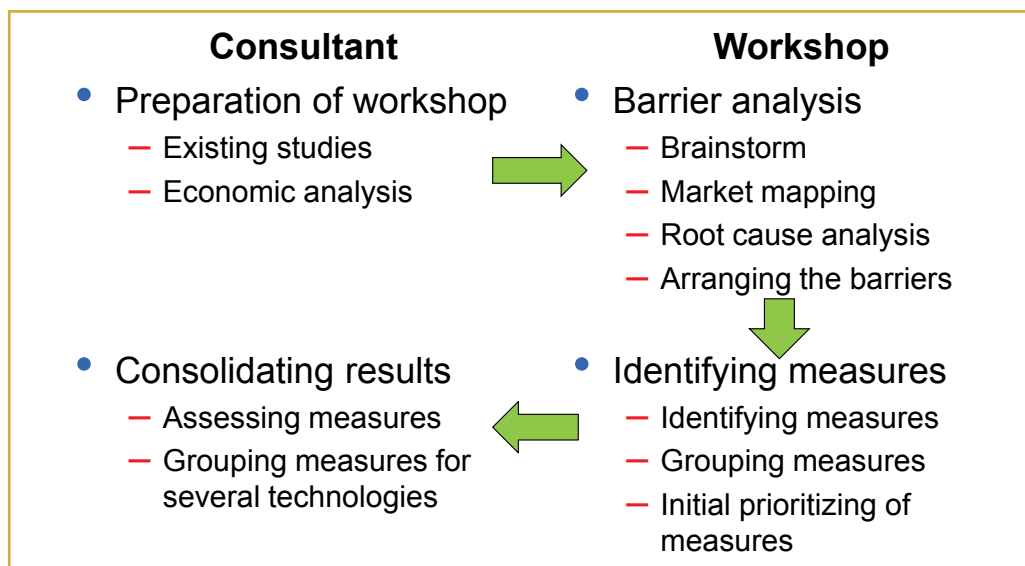 Consultant
• Preparation of workshop
– Existing studies
– Economic analysis
Workshop
• Barrier analysis
– Brainstorm
– Market mapping
– Root cause analysis
– Arranging the barriers
• Identifying measures
– Identifying measures
– Grouping measures
– Initial prioritizing of
measures
• Consolidating results
– Assessing measures
– Grouping measures for
several technologies